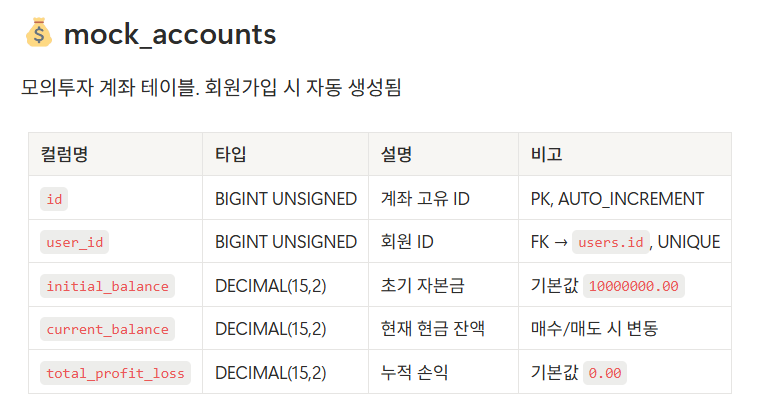 mock_accounts
모의투자 계좌 테이블. 회원가입 시 자동 생성됨
컬럼명 타입 설명 비고
id BIGINT UNSIGNED 계좌 고유 ID PK, AUTO_INCREMENT
user_id BIGINT UNSIGNED 회원 ID FK → users.id, UNIQUE
initial_balance DECIMAL(15,2) 초기 자본금 기본값 10000000.00
current_balance DECIMAL(15,2) 현재 현금 잔액 매수/매도 시 변동
total_profit_loss DECIMAL(15,2) 누적 손익 기본값 0.00